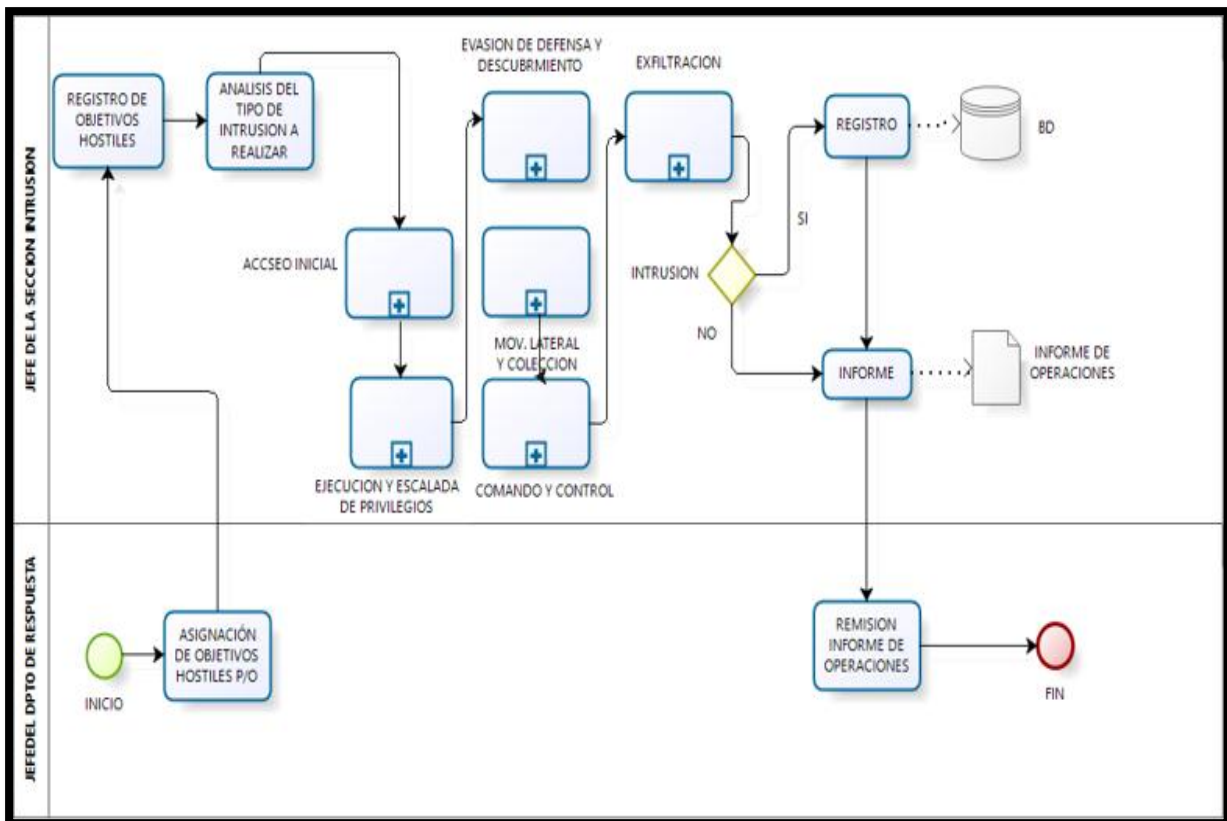 JEFE DE LA SECCION INTRUSION
REGISTRO DE
OBJETIVOS
HOSTILES
ANALISIS DEL
TIPO DE
INTRUSION A
REALIZAR
ACCSEO INICIAL
EJECUCION Y ESCALADA
DE PRIVILEGIOS
EVASION DE DEFENSA Y
DESCUBRMIENTO
MOV. LATERAL
Y COLECCION
COMANDO Y CONTROL
EXFILTRACION
INTRUSION
SI
NO
REGISTRO
BD
INFORME
INFORME DE
OPERACIONES
JEFEDEL DPTO DE RESPUESTA
INICIO
ASIGNACIÓN
DE OBJETIVOS
HOSTILES P/O
REMISION
INFORME DE
OPERACIONES
FIN